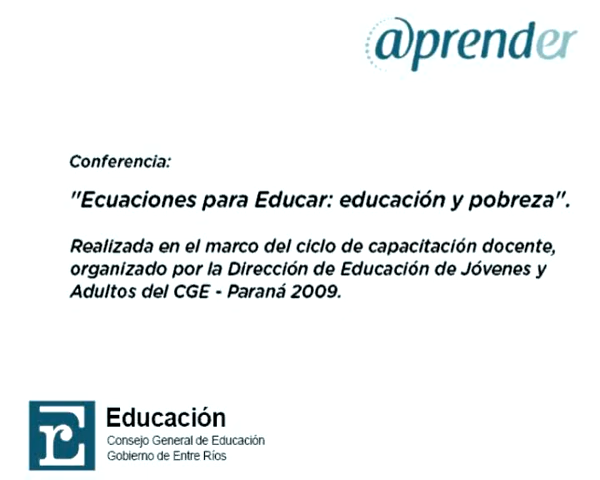 @prender
Conferencia:
"Ecuaciones para Educar: educación y pobreza".
Realizada en el marco del ciclo de capacitación docente,
organizado por la Dirección de Educación de Jóvenes y
Adultos del CGE - Paraná 2009.
Er
Educación
Consejo General de Educación
Gobierno de Entre Ríos